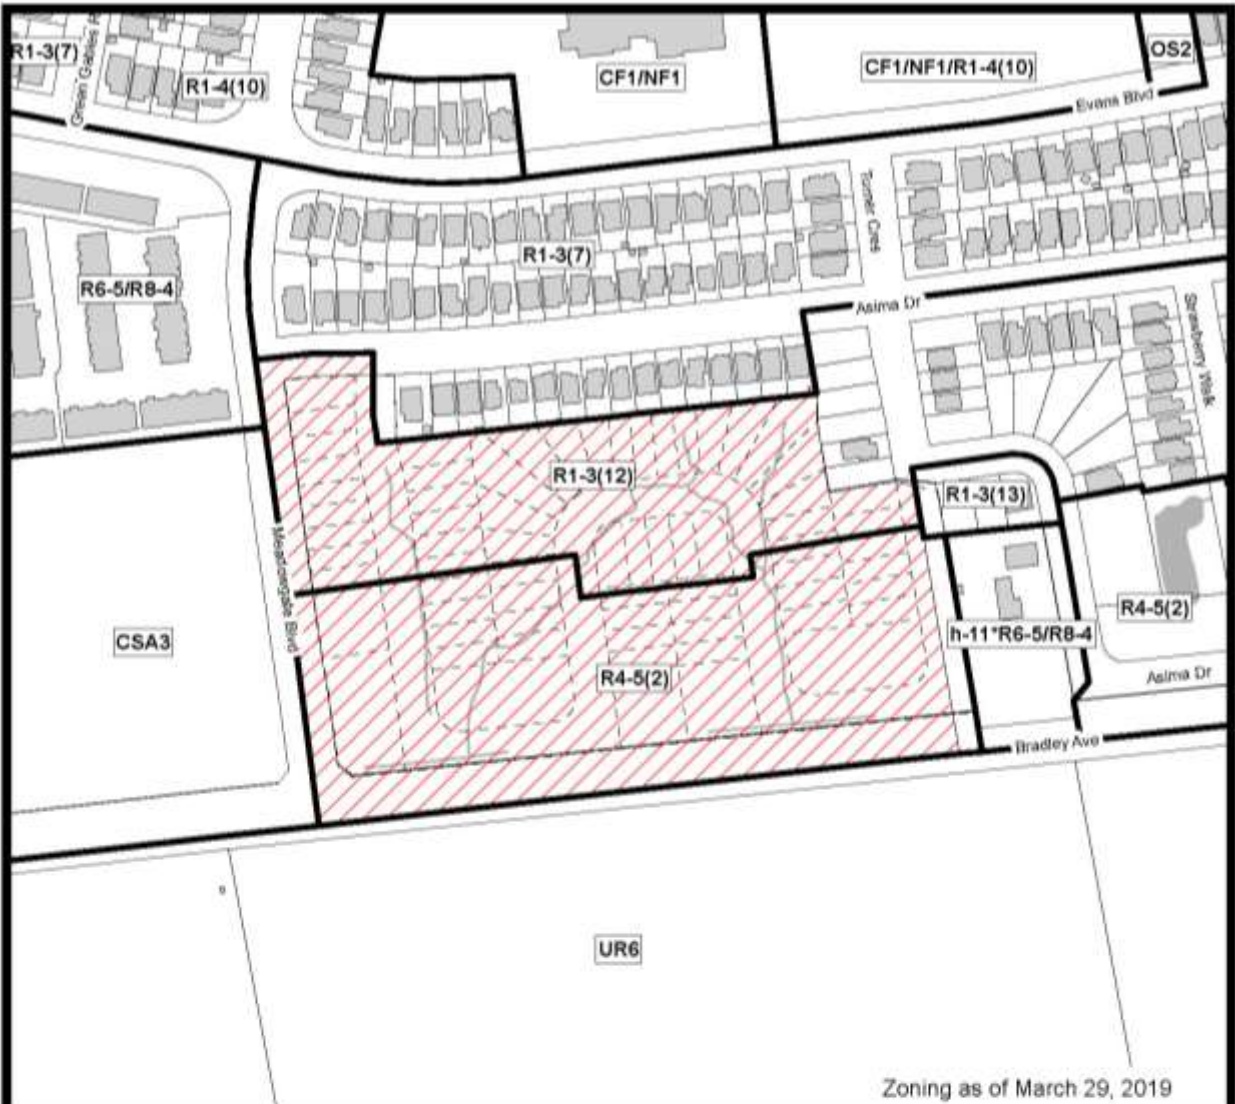 R1-3(7)
Green Gables R
R1-4(10)
CF1/NF1
CF1/NF1/R1-4(10)
OS2
Evans Blvd
Turner Cres
R1-3(7)
R6-5/R8-4
Asima Dr
Strawberry Walk
R1-3(12)
R1-3(13)
Meadowgate Blvd
CSA3
R4-5(2)
h-11*R6-5/R8-4
R4-5(2)
Asima Dr
Bradley Ave
UR6
Zoning as of March 29, 2019